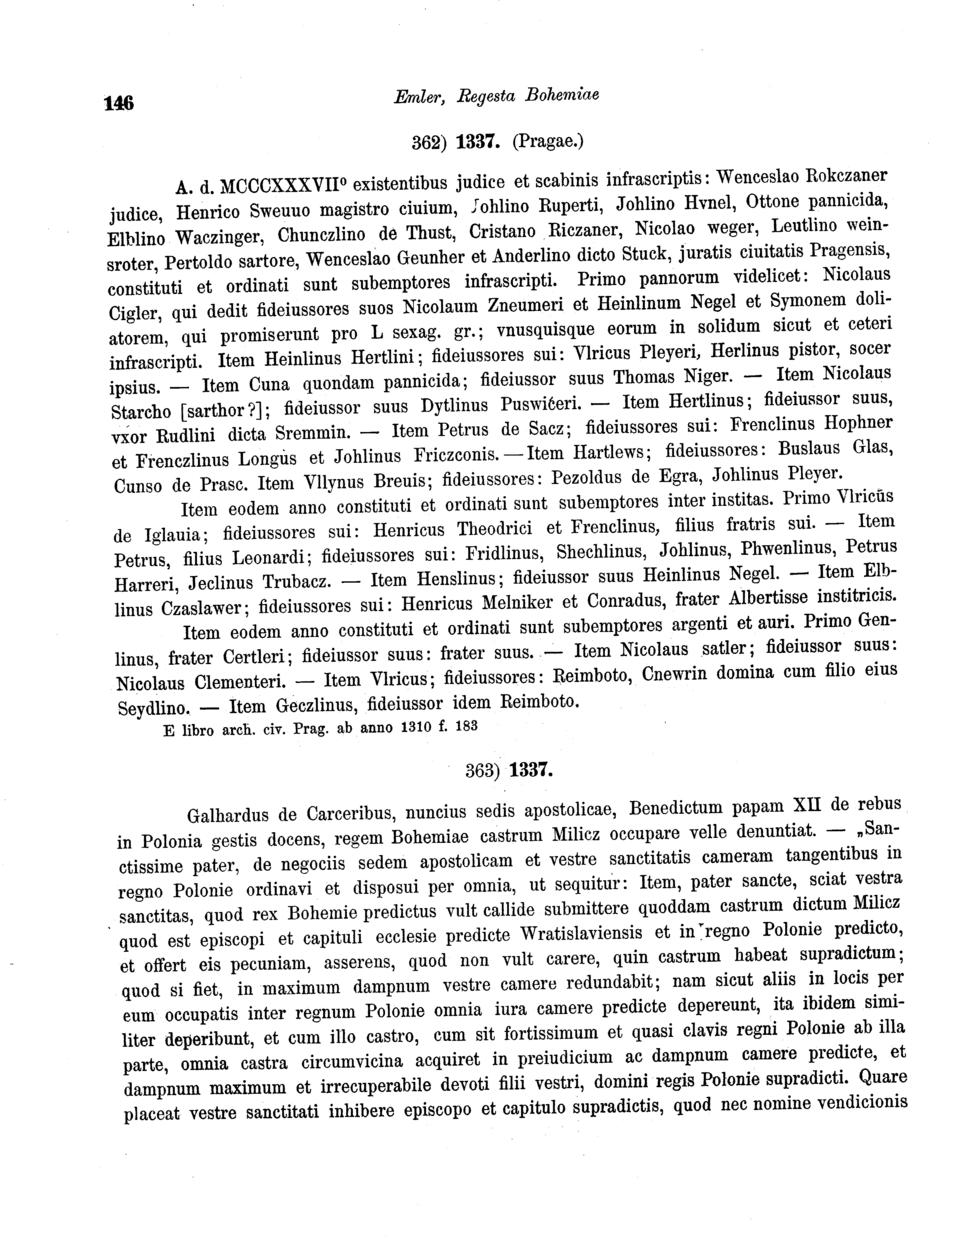 146
Emler, Regesta Bohemiae
362) 1337. (Pragae.)
A. d. MCCCXXXVIIº existentibus judice et scabinis infrascriptis: Wenceslao Rokczaner
judice, Henrico Sweuuo magistro ciuium, Johlino Ruperti, Johlino Hvnel, Ottone pannicida,
Elblino Waczinger, Chunczlino de Thust, Cristano Riczaner, Nicolao weger, Leutlino wein-
sroter, Pertoldo sartore, Wenceslao Geunher et Anderlino dicto Stuck, juratis ciuitatis Pragensis,
constituti et ordinati sunt subemptores infrascripti. Primo pannorum videlicet: Nicolaus
Cigler, qui dedit fideiussores suos Nicolaum Zneumeri et Heinlinum Negel et Symonem doli-
atorem, qui promiserunt pro L sexag. gr.; vnusquisque eorum in solidum sicut et ceteri
infrascripti. Item Heinlinus Hertlini; fideiussores sui: Vlricus Pleyeri, Herlinus pistor, socer
ipsius. — Item Cuna quondam pannicida; fideiussor suus Thomas Niger. — Item Nicolaus
Starcho [sarthor?]; fideiussor suus Dytlinus Puswićeri. — Item Hertlinus; fideiussor suus,
vxor Rudlini dicta Sremmin. — Item Petrus de Sacz; fideiussores sui: Frenclinus Hophner
et Frenczlinus Longus et Johlinus Friczconis. — Item Hartlews; fideiussores: Buslaus Glas,
Cunso de Prasc. Item Vllynus Breuis; fideiussores: Pezoldus de Egra, Johlinus Pleyer.
Item eodem anno constituti et ordinati sunt subemptores inter institas. Primo Vlricus
de Iglauia; fideiussores sui: Henricus Theodrici et Frenclinus, filius fratris sui. — Item
Petrus, filius Leonardi; fideiussores sui: Fridlinus, Shechlinus, Johlinus, Phwenlinus, Petrus
Harreri, Jeclinus Trubacz. — Item Henslinus; fideiussor suus Heinlinus Negel. — Item Elb-
linus Czaslawer; fideiussores sui: Henricus Melniker et Conradus, frater Albertisse institricis.
Item eodem anno constituti et ordinati sunt subemptores argenti et auri. Primo Gen-
linus, frater Certleri; fideiussor suus: frater suus. — Item Nicolaus satler; fideiussor suus:
Nicolaus Clementeri. — Item Vlricus; fideiussores: Reimboto, Cnewrin domina cum filio eius
Seydlino. — Item Geczlinus, fideiussor idem Reimboto.
E libro arch. civ. Prag. ab anno 1310 f. 183
363) 1337.
Galhardus de Carceribus, nuncius sedis apostolicae, Benedictum papam XII de rebus
in Polonia gestis docens, regem Bohemiae castrum Milicz occupare velle denuntiat. — „San-
ctissime pater, de negociis sedem apostolicam et vestre sanctitatis cameram tangentibus in
regno Polonie ordinavi et disposui per omnia, ut sequitur: Item, pater sancte, sciat vestra
sanctitas, quod rex Bohemie predictus vult callide submittere quoddam castrum dictum Milicz
quod est episcopi et capituli ecclesie predicte Wratislaviensis et in regno Polonie predicto,
et offert eis pecuniam, asserens, quod non vult carere, quin castrum habeat supradictum;
quod si fiet, in maximum dampnum vestre camere redundabit; nam sicut aliis in locis per
eum occupatis inter regnum Polonie omnia iura camere predicte depereunt, ita ibidem simi-
liter deperibunt, et cum illo castro, cum sit fortissimum et quasi clavis regni Polonie ab illa
parte, omnia castra circumvicina acquiret in preiudicium ac dampnum camere predicte, et
dampnum maximum et irrecuperabile devoti filii vestri, domini regis Polonie supradicti. Quare
placeat vestre sanctitati inhibere episcopo et capitulo supradictis, quod nec nomine vendicionis